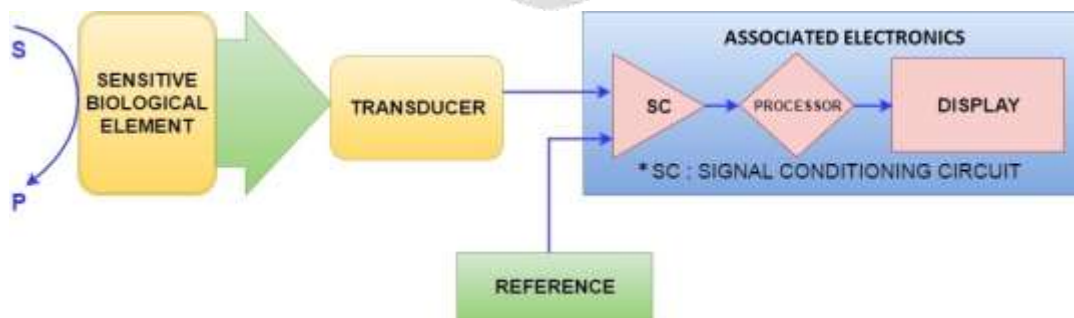 S
P
SENSITIVE
BIOLOGICAL
ELEMENT
TRANSDUCER
ASSOCIATED ELECTRONICS
SC
PROCESSOR
DISPLAY
* SC : SIGNAL CONDITIONING CIRCUIT
REFERENCE